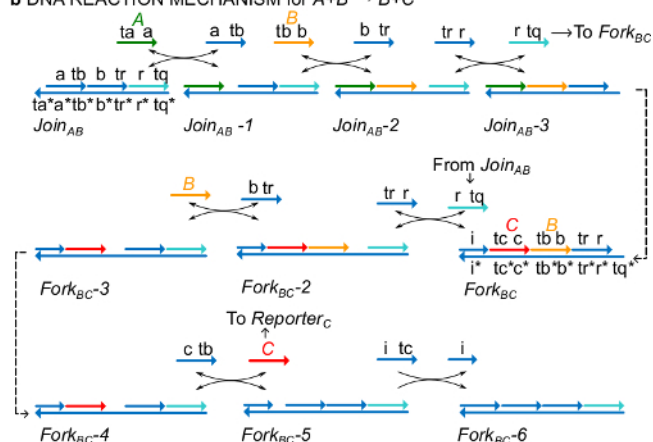 b DNA REACTION MECHANISM for A+B → B+C
A B
ta a a tb tb b b tr tr r r tq →To Fork_BC
a tb b tr r tq
ta*a*tb* b*tr* r* tq*
Join_AB Join_AB-1 Join_AB-2 Join_AB-3
From Join_AB
B b tr tr r r tq
C B
i tc c tb b tr r
i* tc*c* tb*b* tr*r* tq*
Fork_BC-3 Fork_BC-2 Fork_BC
To Reporter_C
c tb C i tc i
Fork_BC-4 Fork_BC-5 Fork_BC-6